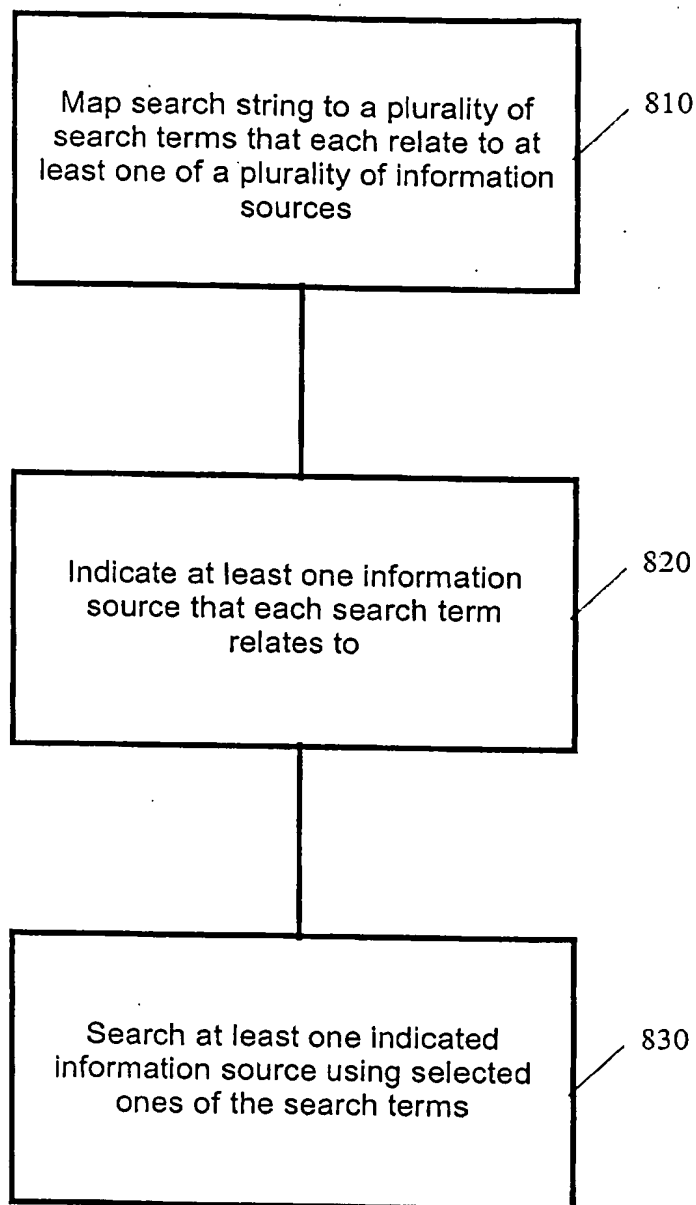 Map search string to a plurality of
search terms that each relate to at
least one of a plurality of information
sources
810
Indicate at least one information
source that each search term
relates to
820
Search at least one indicated
information source using selected
ones of the search terms
830